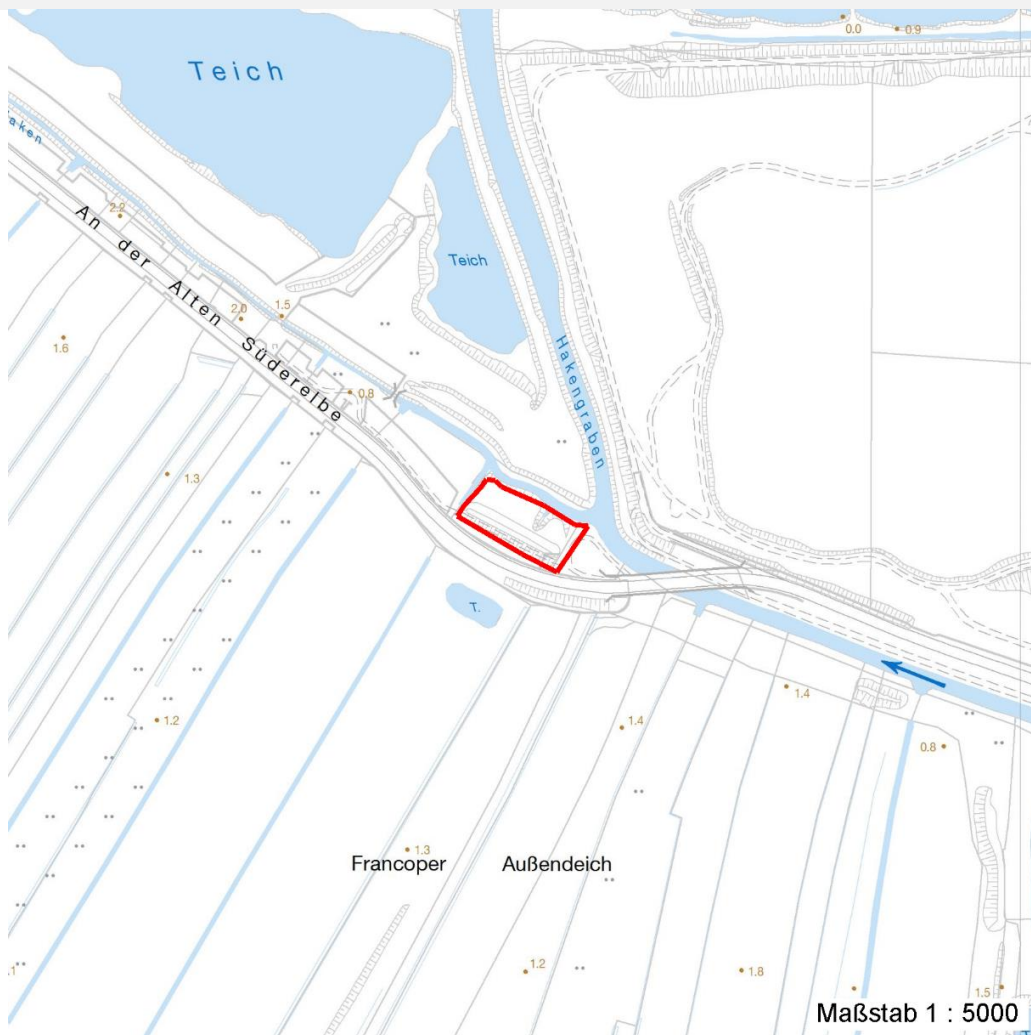 0.0
0.9
Teich
aken
2.2
Teich
An der Alten Süderelbe
2.0
1.5
1.6
0.8
Hakengraben
1.3
T.
1.2
1.4
1.4
0.8
1.3
Francoper Außendeich
1.2
1.8
1.5
Maßstab 1 : 5000